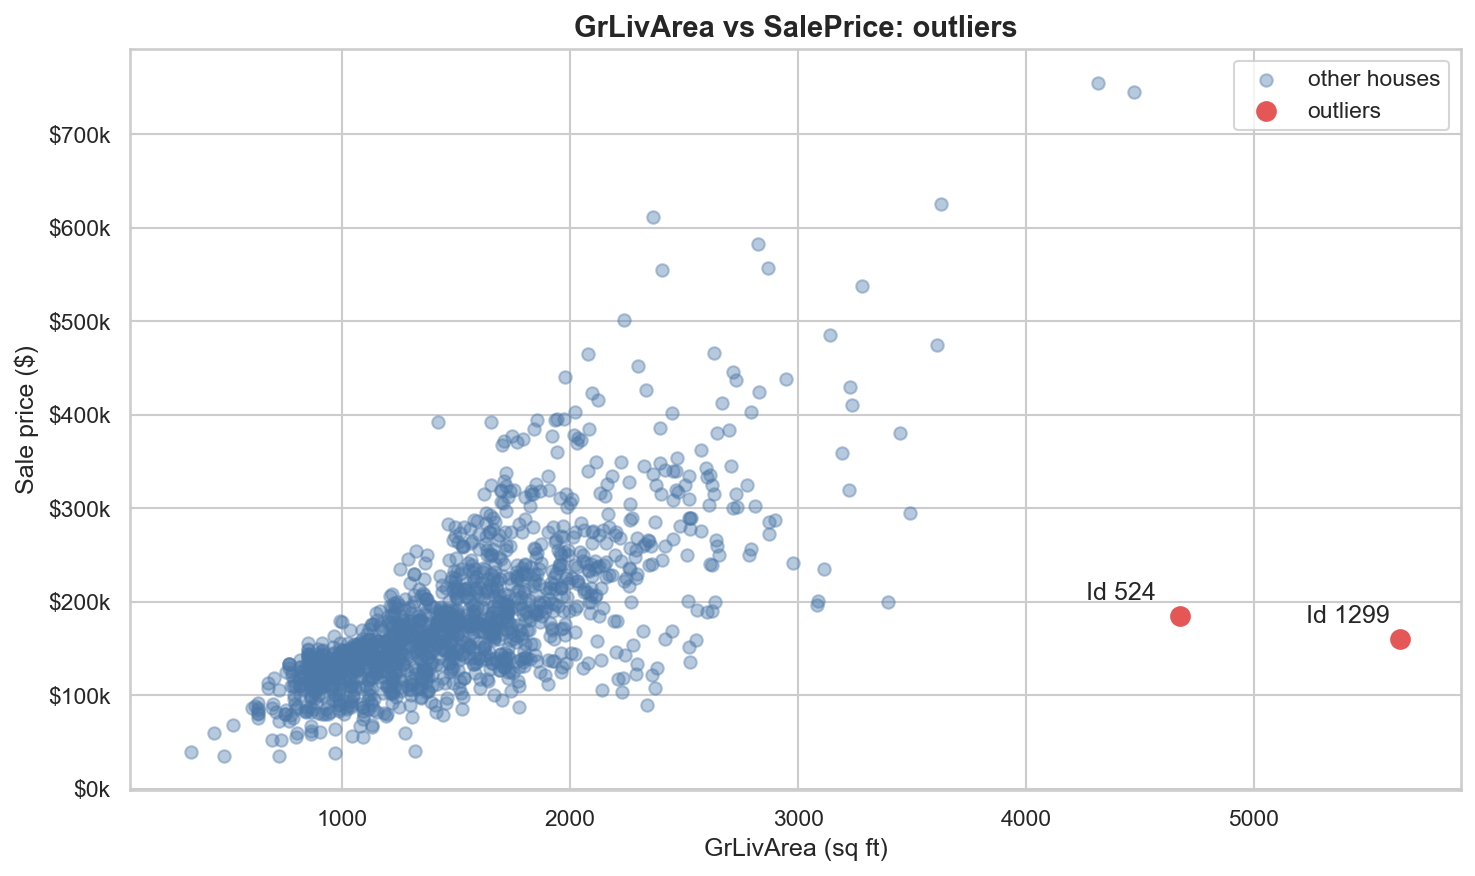 GrLivArea vs SalePrice: outliers
other houses
outliers
Sale price ($)
$700k
$600k
$500k
$400k
$300k
$200k
$100k
$0k
Id 524
Id 1299
1000
2000
3000
4000
5000
GrLivArea (sq ft)